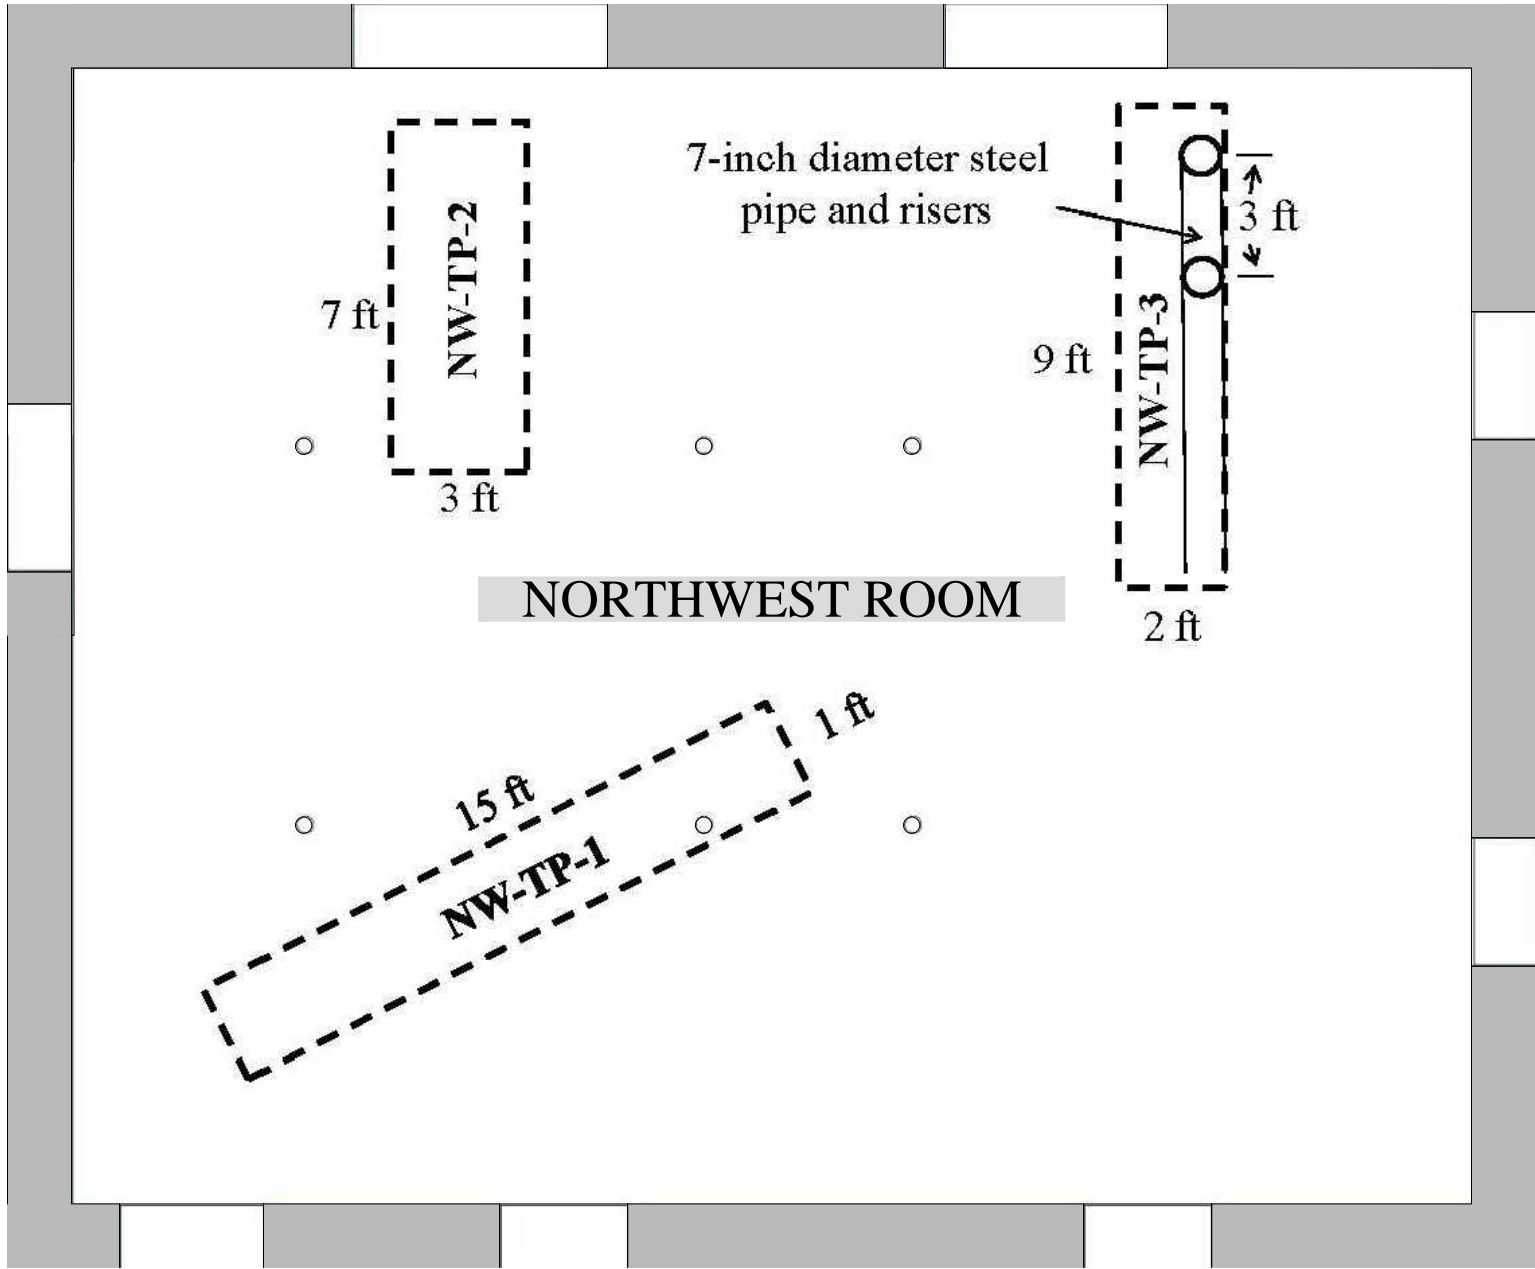 7-inch diameter steel
pipe and risers
3 ft
NW-TP-2
7 ft
3 ft
NW-TP-3
9 ft
2 ft
NORTHWEST ROOM
1 ft
15 ft
NW-TP-1